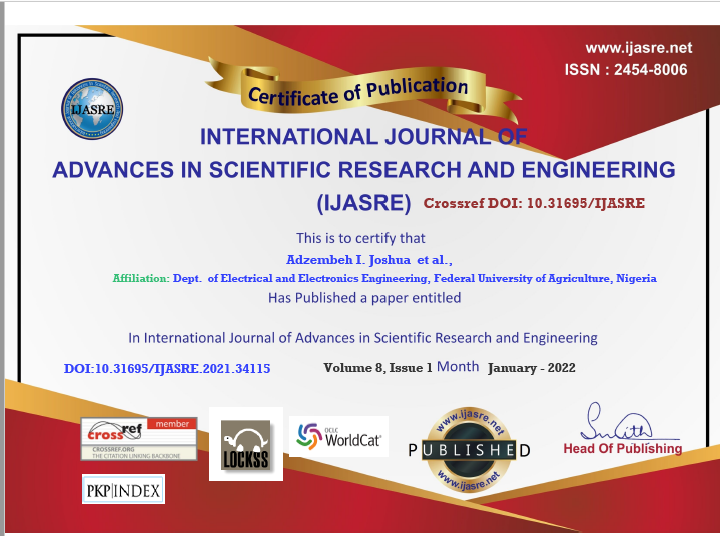 www.ijasre.net
ISSN : 2454-8006
Certificate of Publication
IJASRE
INTERNATIONAL JOURNAL OF
ADVANCES IN SCIENTIFIC RESEARCH AND ENGINEERING
(IJASRE) Crossref DOI: 10.31695/IJASRE
This is to certify that
Adzembeh I. Joshua et al.,
Affiliation: Dept. of Electrical and Electronics Engineering, Federal University of Agriculture, Nigeria
Has Published a paper entitled
In International Journal of Advances in Scientific Research and Engineering
DOI:10.31695/IJASRE.2021.34115 Volume 8, Issue 1 Month January - 2022
crossref member
CROSSREF.ORG
THE CITATION LINKING BACKBONE
LOCKSS
OCLC
WorldCat
www.ijasre.net
PUBLISHED
www.ijasre.net
Head Of Publishing
PKP|INDEX